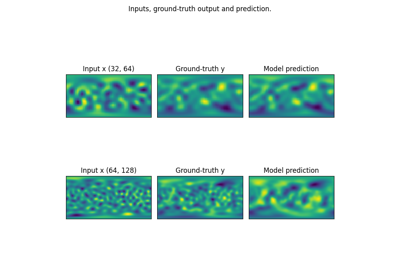 Inputs, ground-truth output and prediction.
Input x (32, 64) Ground-truth y Model prediction
Input x (64, 128) Ground-truth y Model prediction